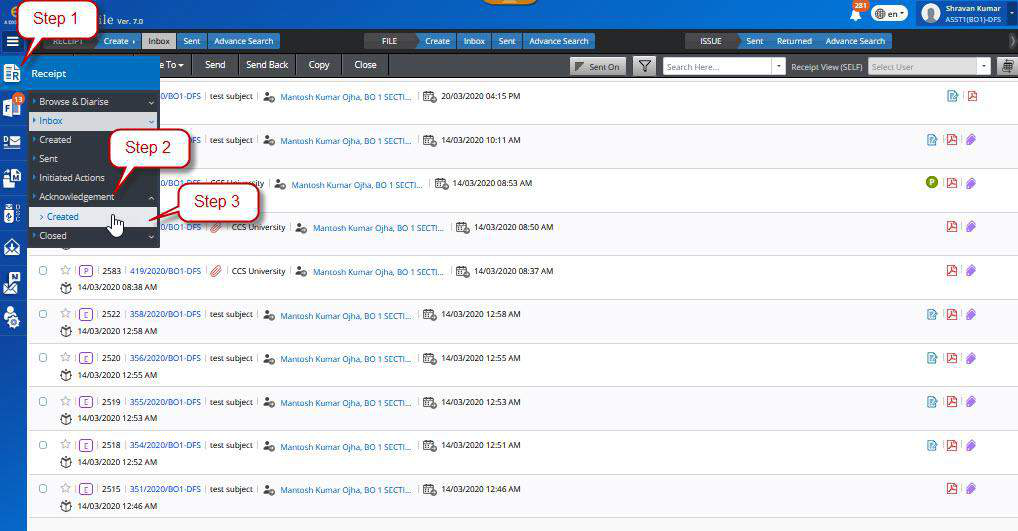 Step 1
ile Ver. 7.0
281
en
Shravan Kumar
ASST1(BO1)-DFS
RECEIPT Create Inbox Sent Advance Search FILE Create Inbox Sent Advance Search ISSUE Sent Returned Advance Search
Receipt
e To Send Send Back Copy Close Sent On Search Here... Receipt View (SELF) Select User
13
Browse & Diarise
Inbox
Created
Sent
Initiated Actions
Acknowledgement
Created
Closed
Step 2
Step 3
/BO1-DFS test subject Mantosh Kumar Ojha, BO 1 SECTI... 20/03/2020 04:15 PM
/BO1-DFS test subject Mantosh Kumar Ojha, BO 1 SECTI... 14/03/2020 10:11 AM
/BO1-DFS CCS University Mantosh Kumar Ojha, BO 1 SECTI... 14/03/2020 08:53 AM P
/BO1-DFS CCS University Mantosh Kumar Ojha, BO 1 SECTI... 14/03/2020 08:50 AM
P 2583 419/2020/BO1-DFS CCS University Mantosh Kumar Ojha, BO 1 SECTI... 14/03/2020 08:37 AM
14/03/2020 08:38 AM
E 2522 358/2020/BO1-DFS test subject Mantosh Kumar Ojha, BO 1 SECTI... 14/03/2020 12:58 AM
14/03/2020 12:58 AM
E 2520 356/2020/BO1-DFS test subject Mantosh Kumar Ojha, BO 1 SECTI... 14/03/2020 12:55 AM
14/03/2020 12:55 AM
E 2519 355/2020/BO1-DFS test subject Mantosh Kumar Ojha, BO 1 SECTI... 14/03/2020 12:53 AM
14/03/2020 12:53 AM
E 2518 354/2020/BO1-DFS test subject Mantosh Kumar Ojha, BO 1 SECTI... 14/03/2020 12:51 AM
14/03/2020 12:52 AM
E 2515 351/2020/BO1-DFS test subject Mantosh Kumar Ojha, BO 1 SECTI... 14/03/2020 12:46 AM
14/03/2020 12:46 AM